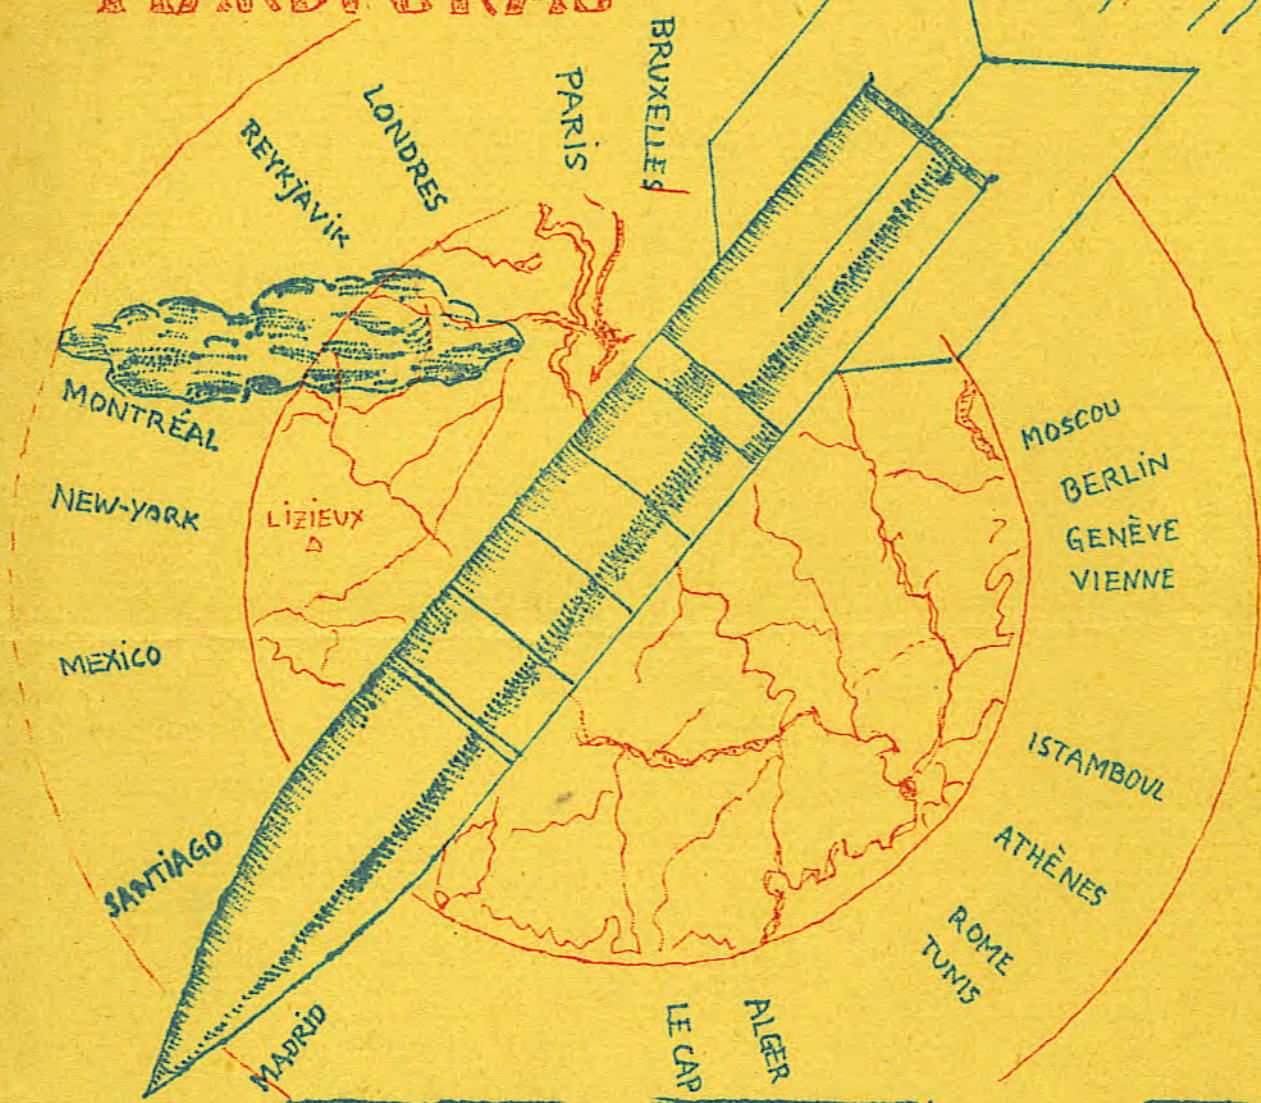 BRUXELLES
PARIS
LONDRES
REYKJAVIK
MONTRÉAL
NEW-YORK
LIZIEUX
MEXICO
SANTIAGO
MADRID
LE CAP
ALGER
MOSCOU
BERLIN
GENÈVE
VIENNE
ISTAMBOUL
ATHÈNES
ROME
TUNIS